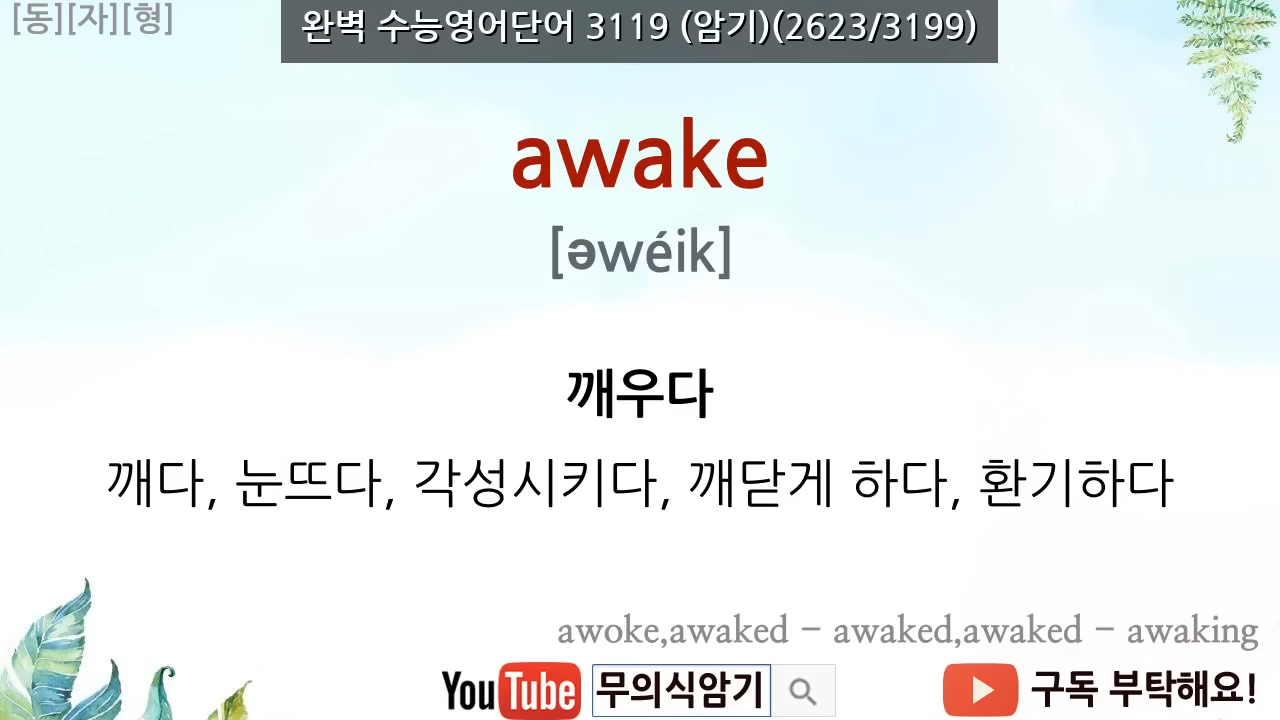 [동][자][형]
완벽 수능영어단어 3119 (암기)(2623/3199)
awake
[əwéik]
깨우다
깨다, 눈뜨다, 각성시키다, 깨닫게 하다, 환기하다
awoke,awaked - awaked,awaked - awaking
YouTube 무의식암기 구독 부탁해요!